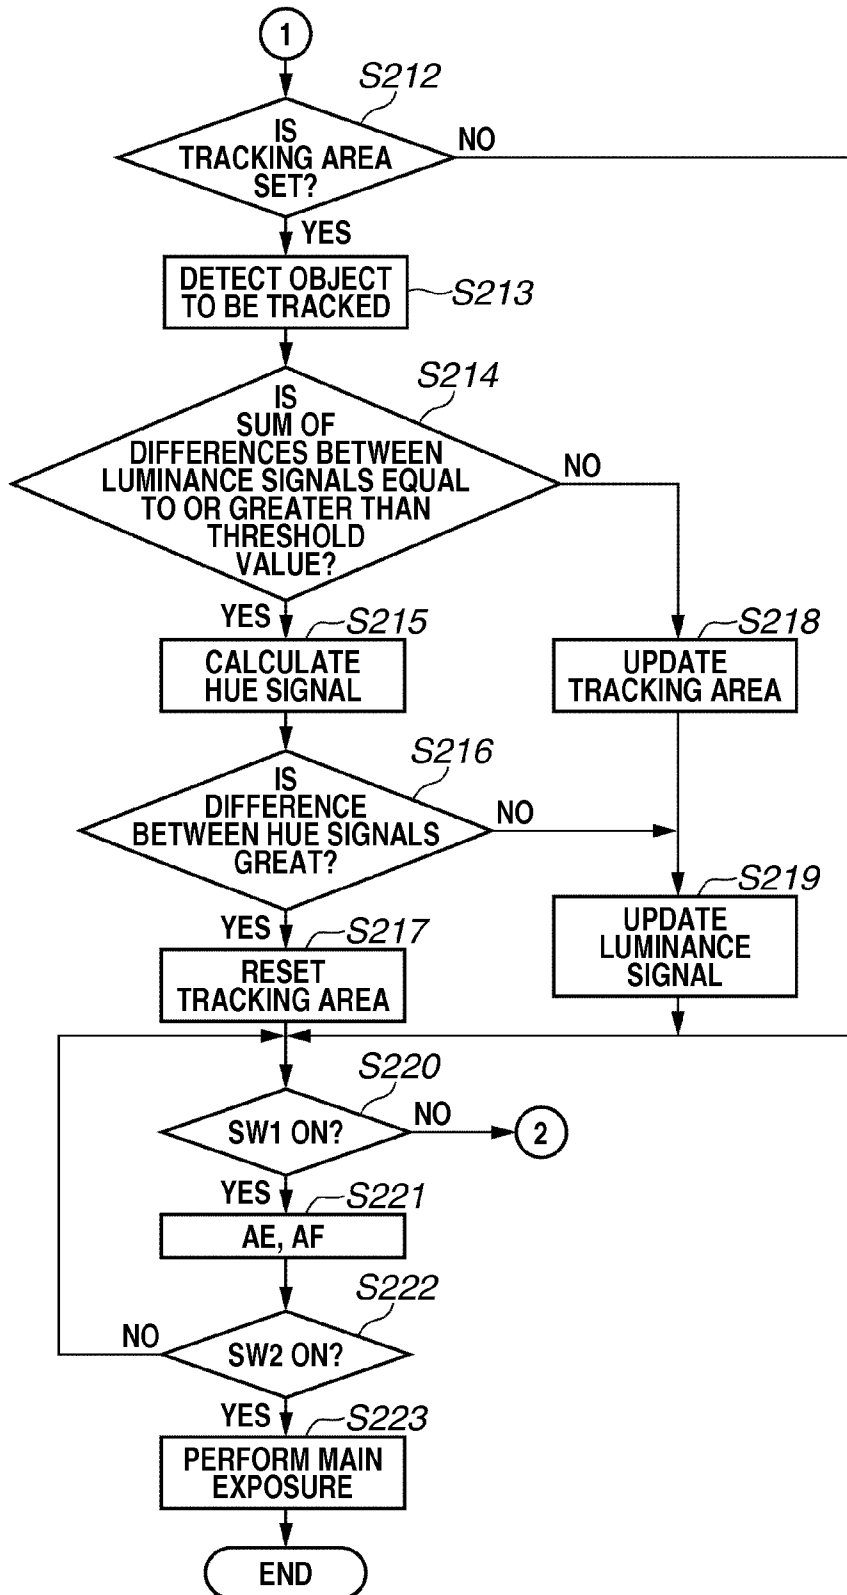 1
S212
IS
TRACKING AREA
SET?
NO
YES
DETECT OBJECT
TO BE TRACKED
S213
S214
IS
SUM OF
DIFFERENCES BETWEEN
LUMINANCE SIGNALS EQUAL
TO OR GREATER THAN
THRESHOLD
VALUE?
NO
YES
S215
CALCULATE
HUE SIGNAL
S218
UPDATE
TRACKING AREA
S216
IS
DIFFERENCE
BETWEEN HUE SIGNALS
GREAT?
NO
S219
UPDATE
LUMINANCE
SIGNAL
YES
S217
RESET
TRACKING AREA
S220
SW1 ON?
NO
2
YES
S221
AE, AF
S222
NO
SW2 ON?
YES
S223
PERFORM MAIN
EXPOSURE
END